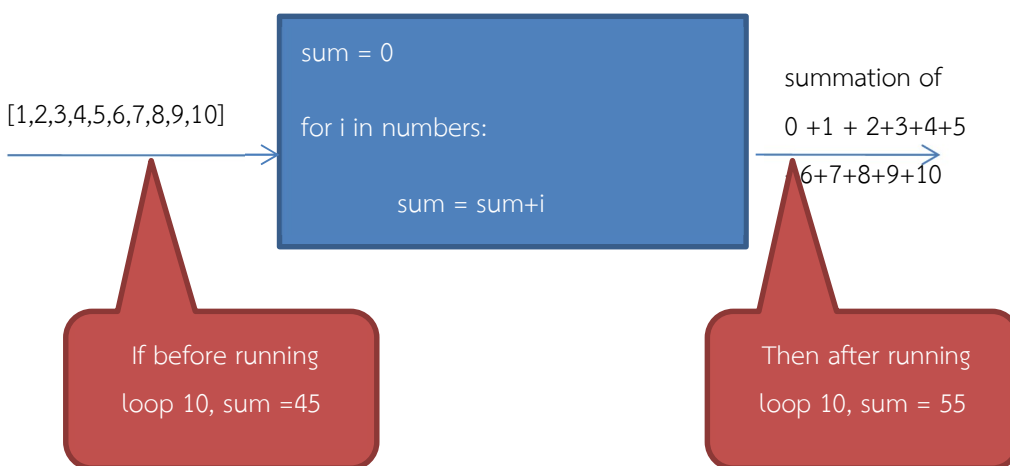 [1,2,3,4,5,6,7,8,9,10]
sum = 0
for i in numbers:
sum = sum+i
summation of
0 +1 + 2+3+4+5
+6+7+8+9+10
If before running
loop 10, sum =45
Then after running
loop 10, sum = 55